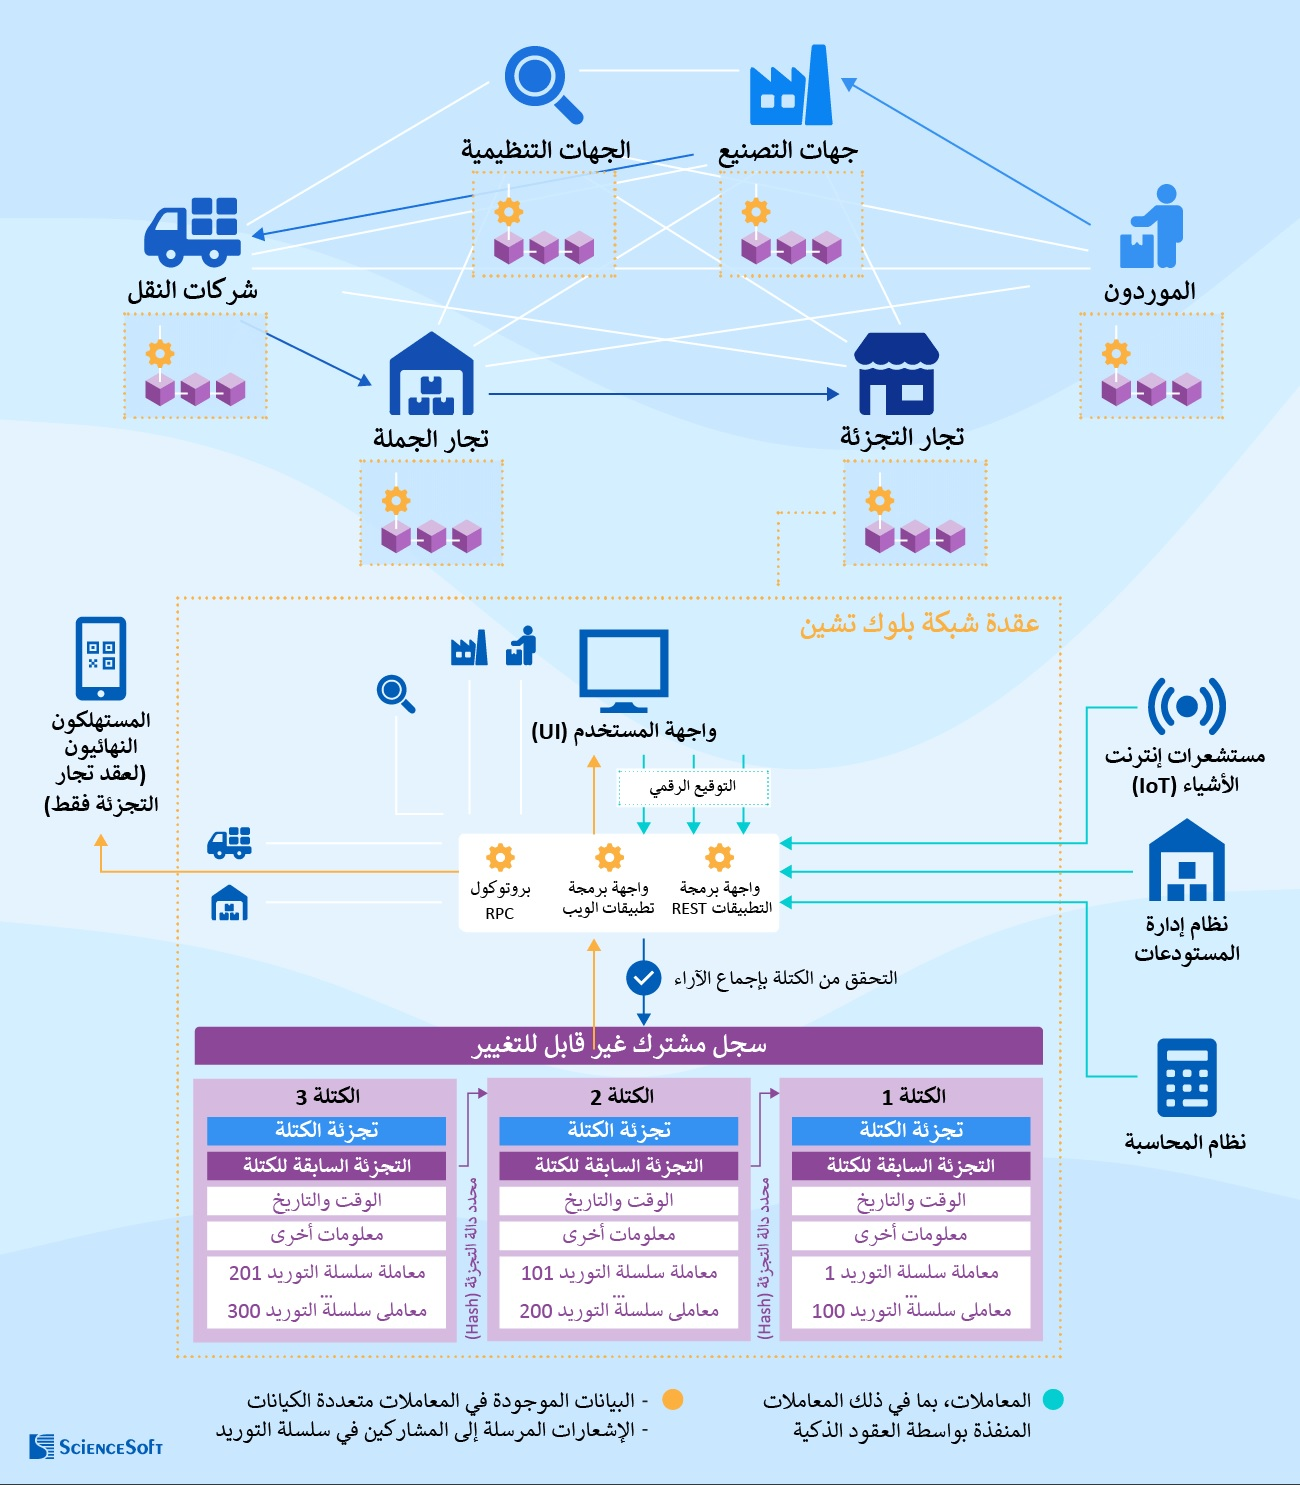 الجهات التنظيمية
جهات التصنيع
شركات النقل
الموردون
تجار الجملة
تجار التجزئة
عقدة شبكة بلوك تشين
المستهلكون
النهائيون
(لعقد تجار
التجزئة فقط)
واجهة المستخدم (UI)
التوقيع الرقمي
مستشعرات إنترنت
الأشياء (IoT)
واجهة برمجة
التطبيقات REST
واجهة برمجة
تطبيقات الويب
بروتوكول
RPC
نظام إدارة
المستودعات
التحقق من الكتلة بإجماع الآراء
نظام المحاسبة
سجل مشترك غير قابل للتغيير
الكتلة 1
تجزئة الكتلة
التجزئة السابقة للكتلة
الوقت والتاريخ
معلومات أخرى
معاملة سلسلة التوريد 1
...
معاملى سلسلة التوريد 100
محدد دالة التجزئة (Hash)
الكتلة 2
تجزئة الكتلة
التجزئة السابقة للكتلة
الوقت والتاريخ
معلومات أخرى
معاملة سلسلة التوريد 101
...
معاملى سلسلة التوريد 200
محدد دالة التجزئة (Hash)
الكتلة 3
تجزئة الكتلة
التجزئة السابقة للكتلة
الوقت والتاريخ
معلومات أخرى
معاملة سلسلة التوريد 201
...
معاملى سلسلة التوريد 300
المعاملات، بما في ذلك المعاملات
المنفذة بواسطة العقود الذكية
- البيانات الموجودة في المعاملات متعددة الكيانات
- الإشعارات المرسلة إلى المشاركين في سلسلة التوريد
ScienceSoft